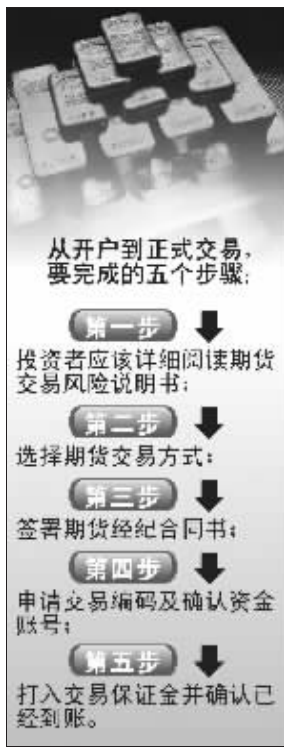 从开户到正式交易，
要完成的五个步骤：
第一步
投资者应该详细阅读期货
交易风险说明书；
第二步
选择期货交易方式；
第三步
签署期货经纪合同书；
第四步
申请交易编码及确认资金
账号；
第五步
打入交易保证金并确认已
经到账。